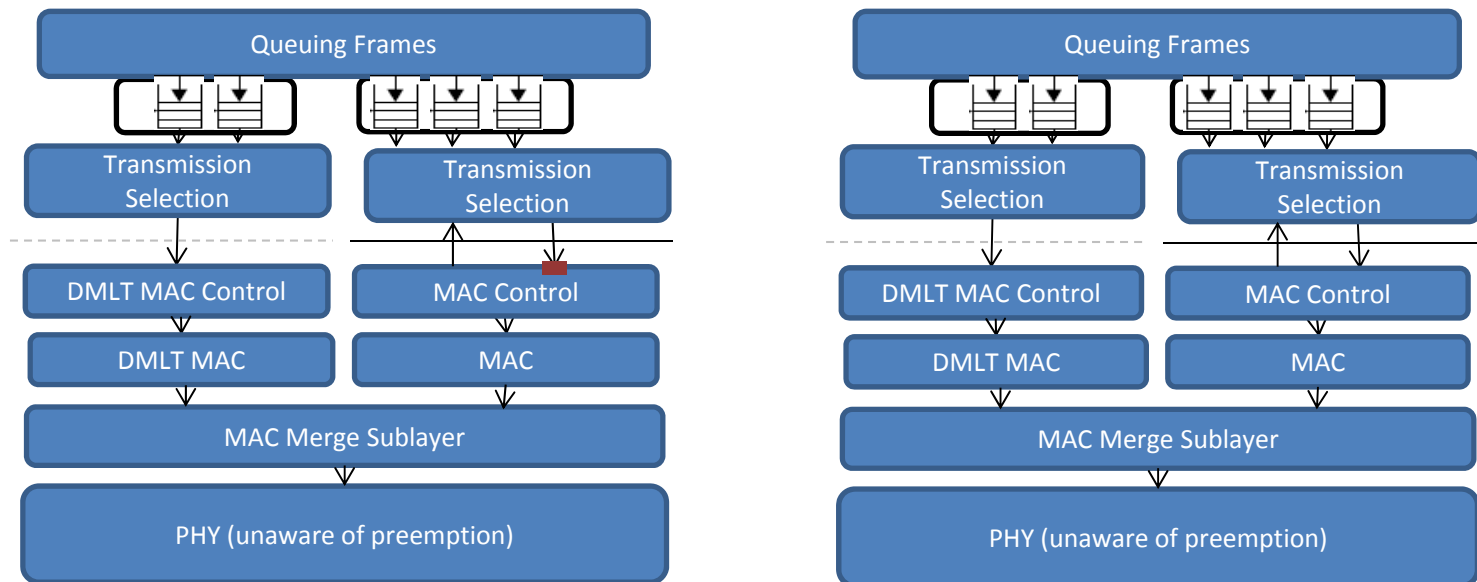 Queuing Frames
Transmission
Selection
Transmission
Selection
DMLT MAC Control
MAC Control
DMLT MAC
MAC
MAC Merge Sublayer
PHY (unaware of preemption)
Queuing Frames
Transmission
Selection
Transmission
Selection
DMLT MAC Control
MAC Control
DMLT MAC
MAC
MAC Merge Sublayer
PHY (unaware of preemption)